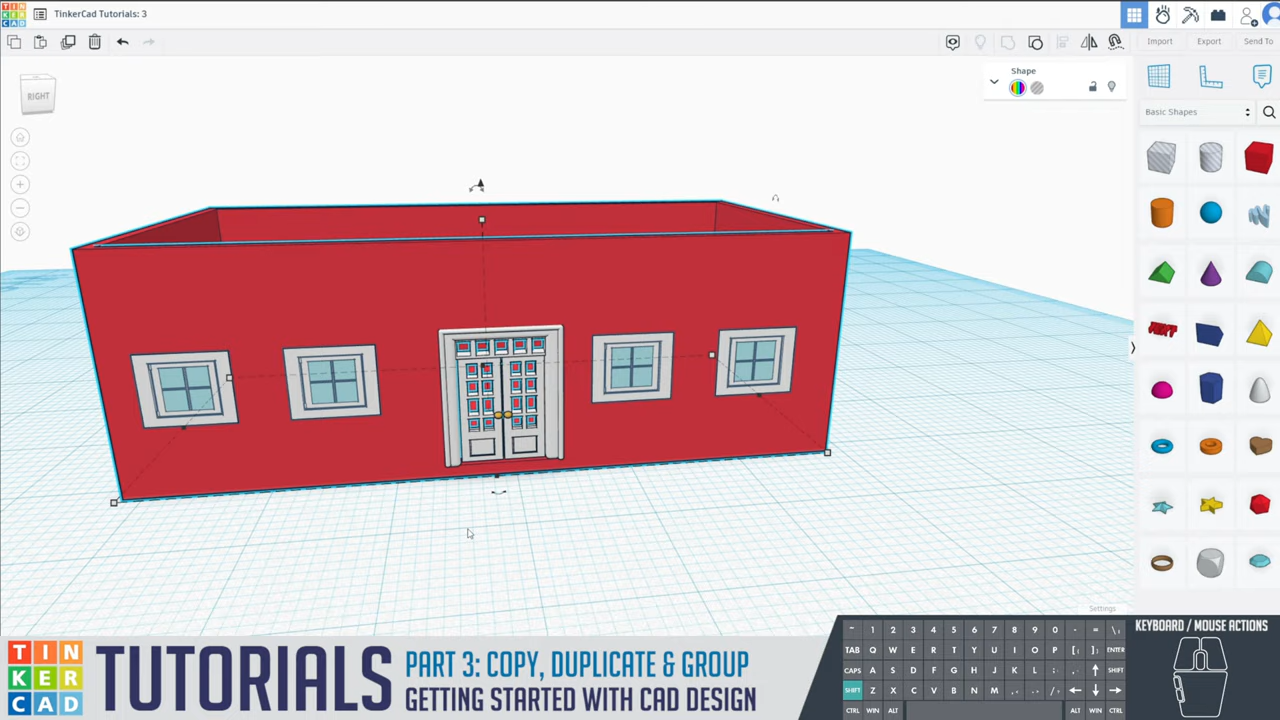 TinkerCad Tutorials: 3
Import
Export
Send To
RIGHT
Shape
Basic Shapes
TEXT
Settings
TIN
KER
CAD
TUTORIALS
PART 3: COPY, DUPLICATE & GROUP
GETTING STARTED WITH CAD DESIGN
KEYBOARD / MOUSE ACTIONS
~ 1 2 3 4 5 6 7 8 9 0 - = \
TAB Q W E R T Y U I O P [ ] ENTER
CAPS A S D F G H J K L ; SHIFT
SHIFT Z X C V B N M , . /
CTRL WIN ALT ALT WIN CTRL